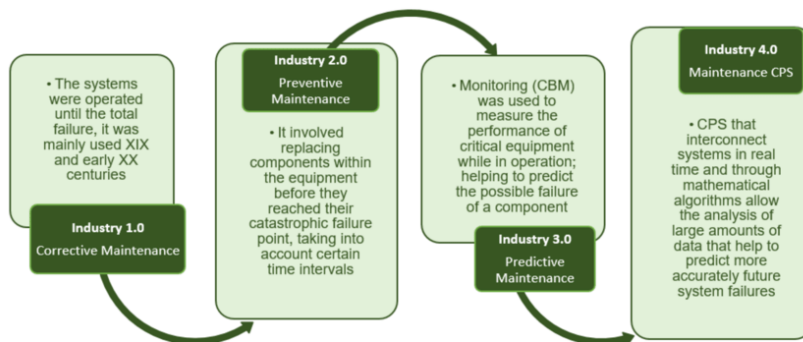 • The systems
were operated
until the total
failure, it was
mainly used XIX
and early XX
centuries
Industry 1.0
Corrective Maintenance
Industry 2.0
Preventive
Maintenance
• It involved
replacing
components within
the equipment
before they
reached their
catastrophic failure
point, taking into
account certain
time intervals
• Monitoring (CBM)
was used to
measure the
performance of
critical equipment
while in operation;
helping to predict
the possible failure
of a component
Industry 3.0
Predictive
Maintenance
Industry 4.0
Maintenance CPS
• CPS that
interconnect
systems in real
time and through
mathematical
algorithms allow
the analysis of
large amounts of
data that help to
predict more
accurately future
system failures